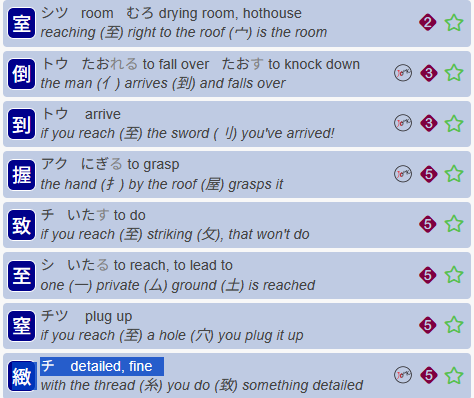 室 シツ room むろ drying room, hothouse 2
reaching (至) right to the roof (宀) is the room
倒 トウ たおれる to fall over たおす to knock down 3
the man (亻) arrives (到) and falls over
到 トウ arrive 3
if you reach (至) the sword (刂) you've arrived!
握 アク にぎる to grasp 5
the hand (扌) by the roof (屋) grasps it
致 チ いたす to do 5
if you reach (至) striking (攵), that won't do
至 シ いたる to reach, to lead to 5
one (一) private (厶) ground (土) is reached
窒 チツ plug up 5
if you reach (至) a hole (穴) you plug it up
緻 チ detailed, fine 5
with the thread (糸) you do (致) something detailed